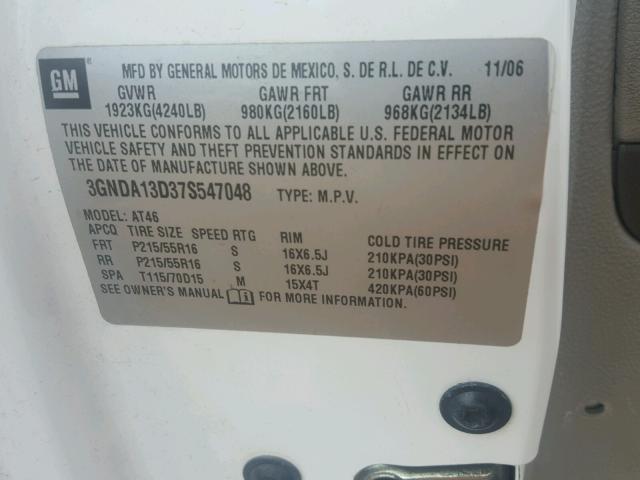 GM
MFD BY GENERAL MOTORS DE MEXICO, S. DE R.L. DE C.V. 11/06
GVWR GAWR FRT GAWR RR
1923KG(4240LB) 980KG(2160LB) 968KG(2134LB)
THIS VEHICLE CONFORMS TO ALL APPLICABLE U.S. FEDERAL MOTOR
VEHICLE SAFETY AND THEFT PREVENTION STANDARDS IN EFFECT ON
THE DATE OF MANUFACTURE SHOWN ABOVE.
3GNDA13D37S547048 TYPE: M.P.V.
MODEL: AT46
APCQ TIRE SIZE SPEED RTG RIM COLD TIRE PRESSURE
FRT P215/55R16 S 16X6.5J 210KPA(30PSI)
RR P215/55R16 S 16X6.5J 210KPA(30PSI)
SPA T115/70D15 M 15X4T 420KPA(60PSI)
SEE OWNER'S MANUAL FOR MORE INFORMATION.